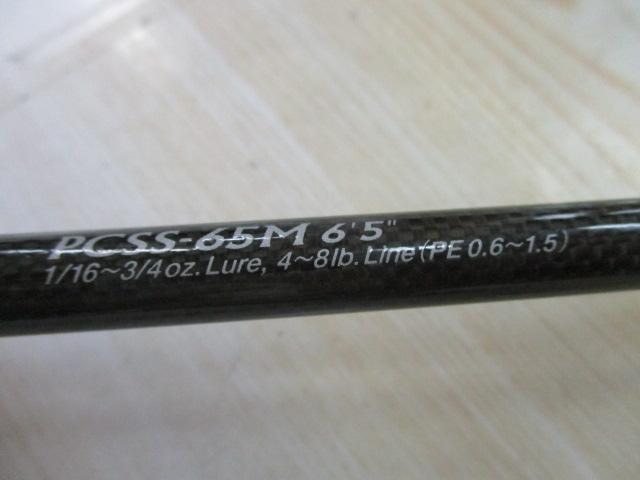 PCSS-65M 6'5"
1/16~3/4oz. Lure, 4~8lb. Line (PE 0.6~1.5)